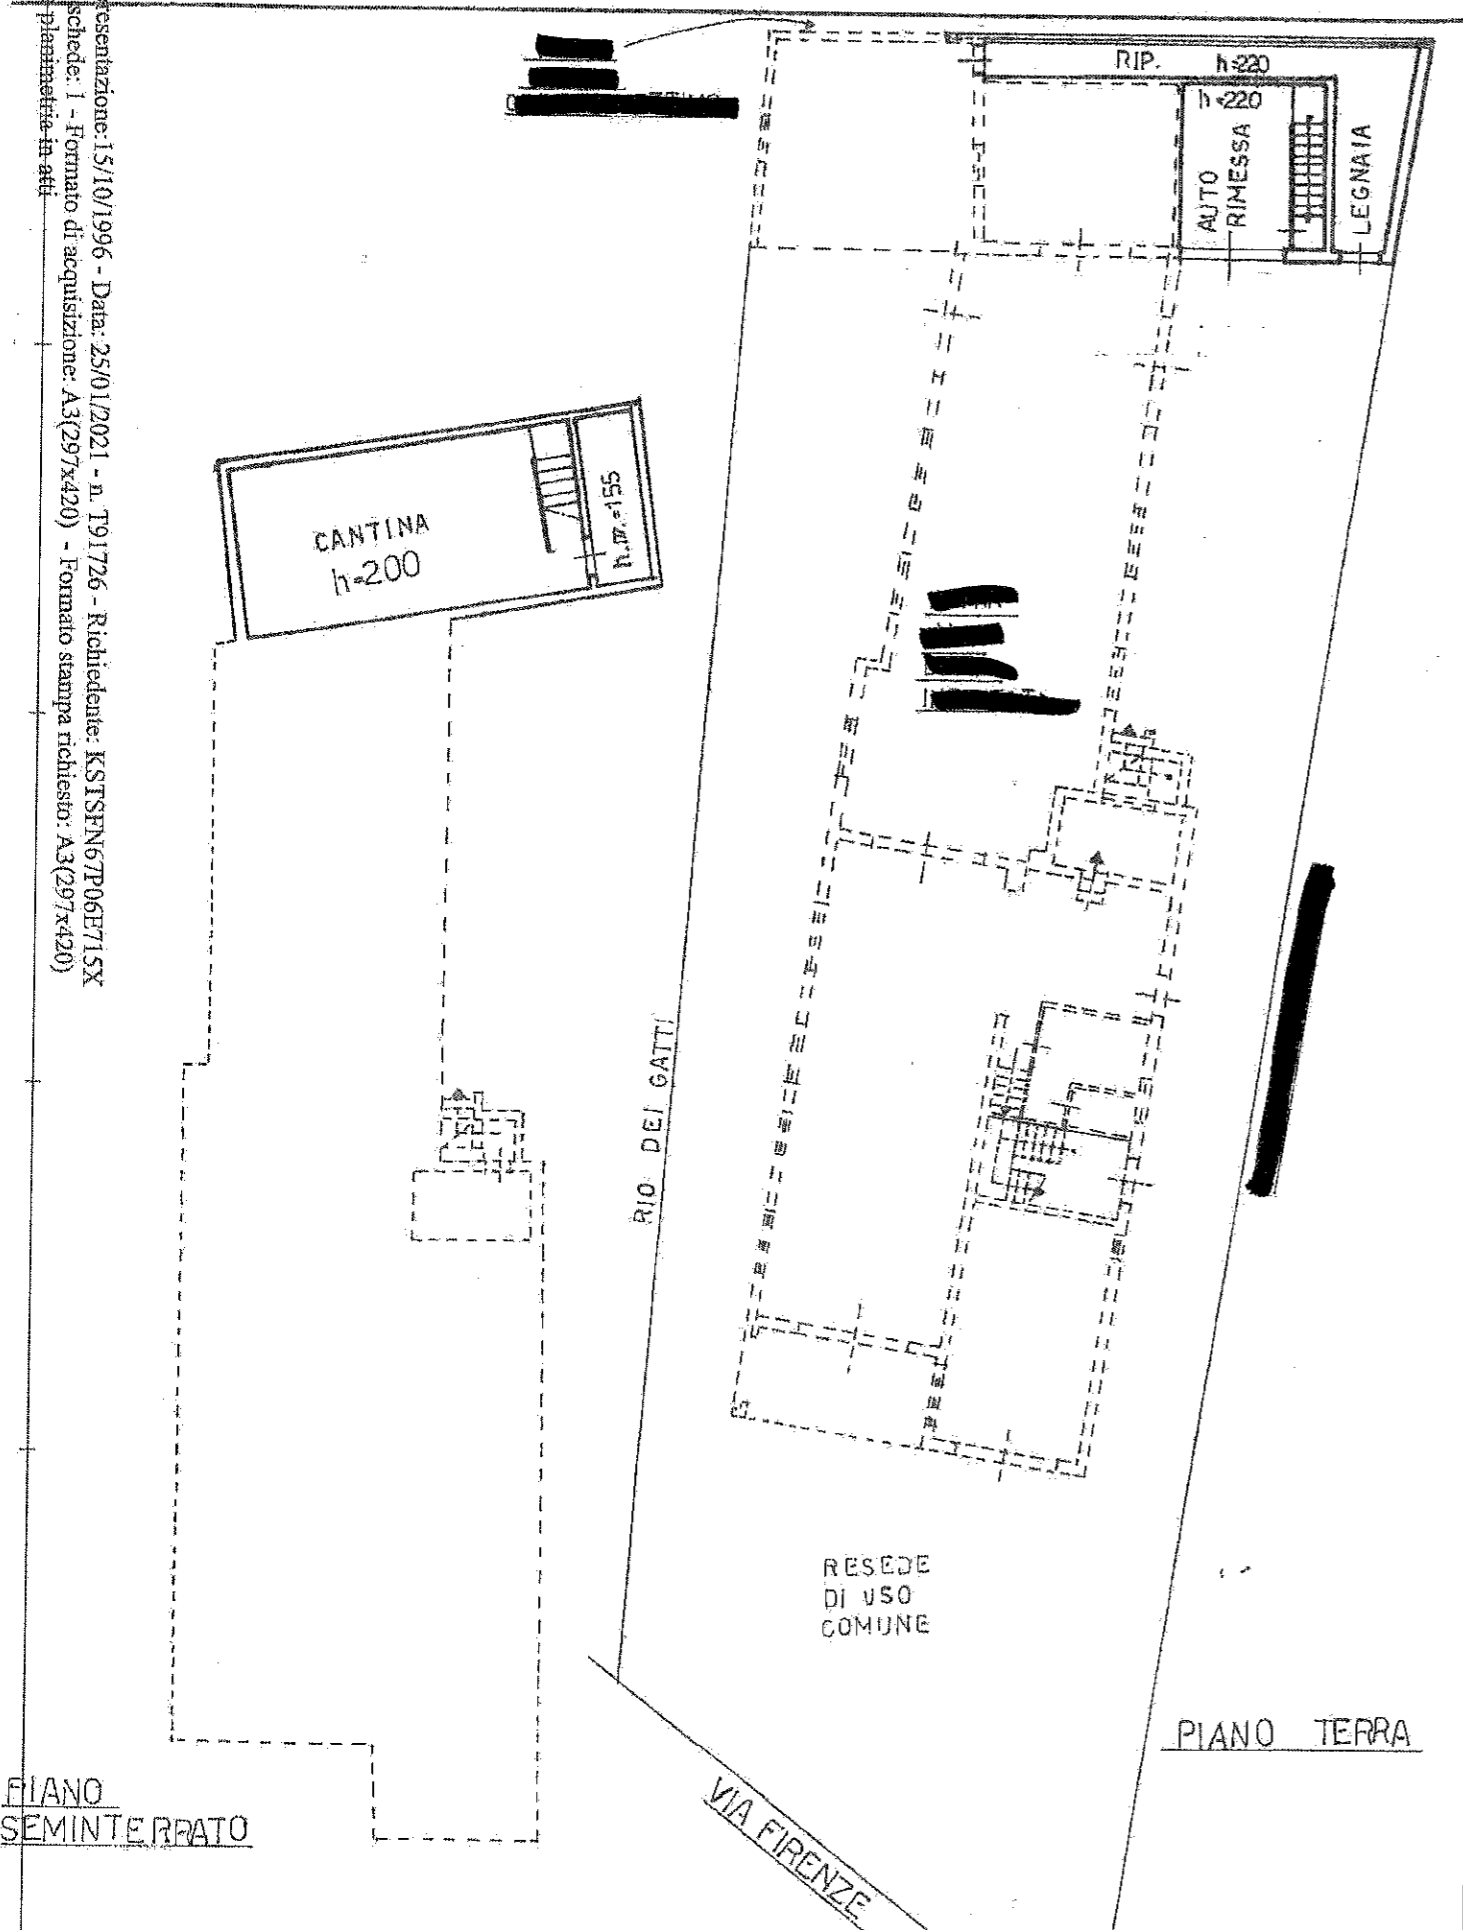 esentazione: 15/10/1996 - Data: 25/01/2021 - n. T91726 - Richiedente: KSTSFN67P06E715X
schede: 1 - Formato di acquisizione: A3(297x420) - Formato stampa richiesto: A3(297x420)
planimetria in atti
RIP. h=220
h=220
AUTO
RIMESSA
LEGNAIA
CANTINA
h=200
h.m.=155
RIO DEI GATTI
RESEDE
DI USO
COMUNE
PIANO TERRA
PIANO
SEMINTERRATO
VIA FIRENZE